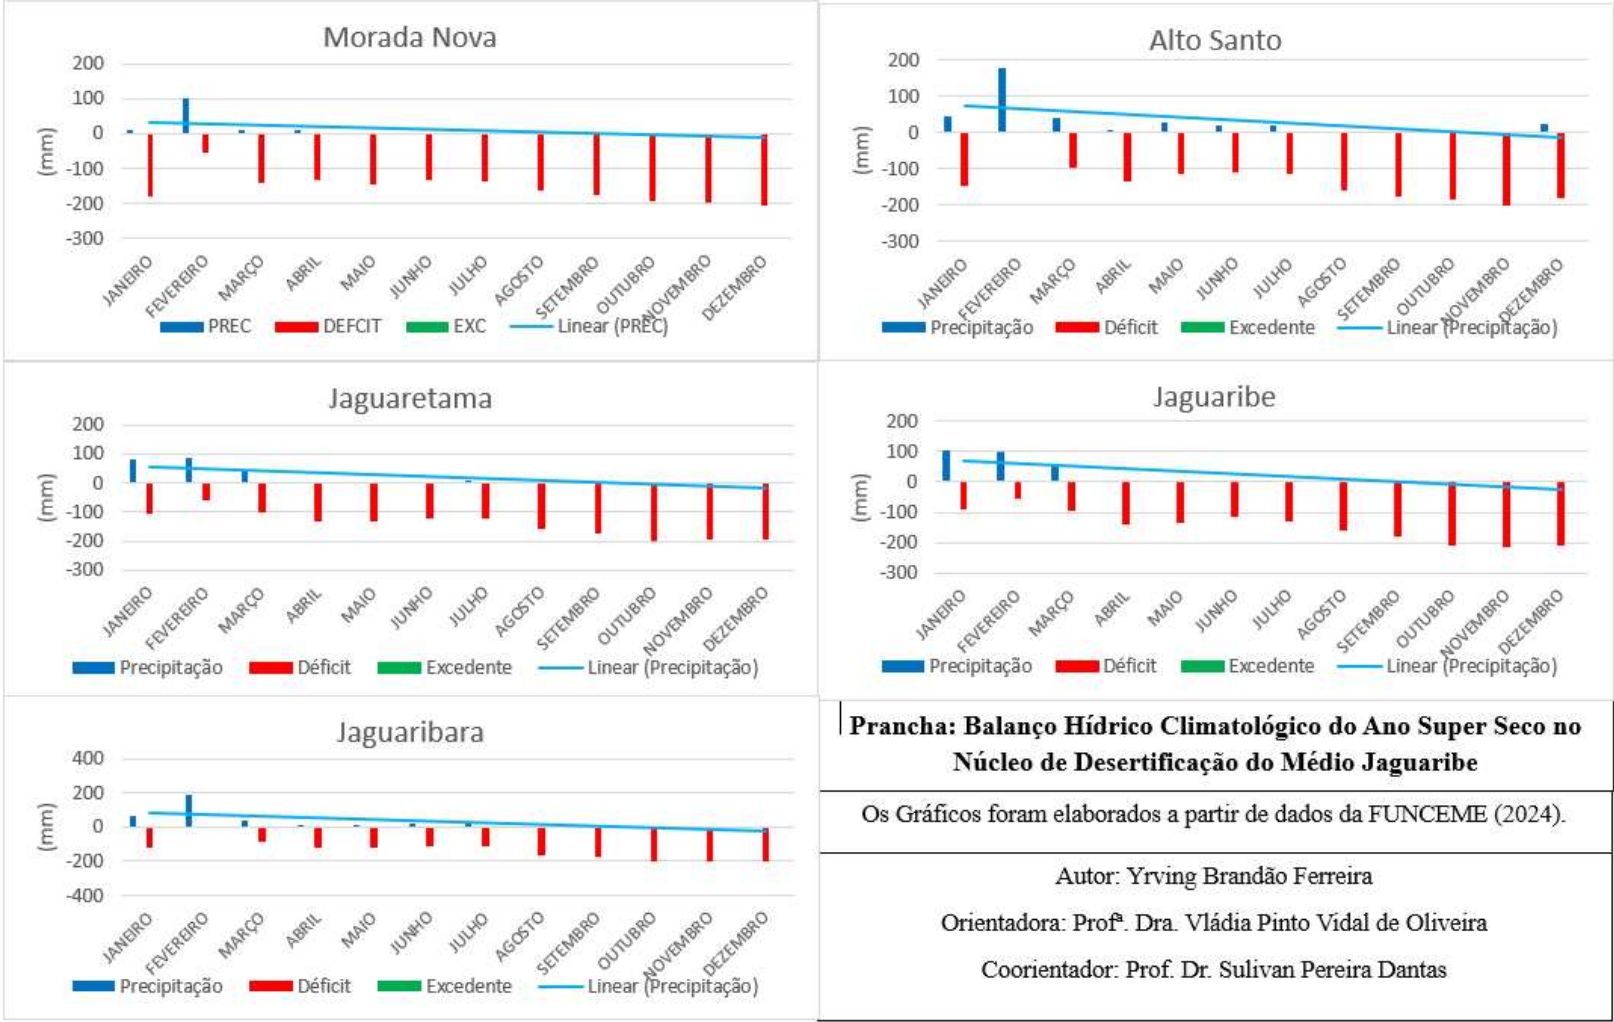 Morada Nova
200
100
0
-100
-200
-300
(mm)
JANEIRO
FEVEREIRO
MARÇO
ABRIL
MAIO
JUNHO
JULHO
AGOSTO
SETEMBRO
OUTUBRO
NOVEMBRO
DEZEMBRO
PREC DEFCIT EXC Linear (PREC)
Alto Santo
200
100
0
-100
-200
-300
(mm)
JANEIRO
FEVEREIRO
MARÇO
ABRIL
MAIO
JUNHO
JULHO
AGOSTO
SETEMBRO
OUTUBRO
NOVEMBRO
DEZEMBRO
Precipitação Déficit Excedente Linear (Precipitação)
Jaguaretama
200
100
0
-100
-200
-300
(mm)
JANEIRO
FEVEREIRO
MARÇO
ABRIL
MAIO
JUNHO
JULHO
AGOSTO
SETEMBRO
OUTUBRO
NOVEMBRO
DEZEMBRO
Precipitação Déficit Excedente Linear (Precipitação)
Jaguaribe
200
100
0
-100
-200
-300
(mm)
JANEIRO
FEVEREIRO
MARÇO
ABRIL
MAIO
JUNHO
JULHO
AGOSTO
SETEMBRO
OUTUBRO
NOVEMBRO
DEZEMBRO
Precipitação Déficit Excedente Linear (Precipitação)
Jaguaribara
400
200
0
-200
-400
(mm)
JANEIRO
FEVEREIRO
MARÇO
ABRIL
MAIO
JUNHO
JULHO
AGOSTO
SETEMBRO
OUTUBRO
NOVEMBRO
DEZEMBRO
Precipitação Déficit Excedente Linear (Precipitação)
Prancha: Balanço Hídrico Climatológico do Ano Super Seco no
Núcleo de Desertificação do Médio Jaguaribe
Os Gráficos foram elaborados a partir de dados da FUNCEME (2024).
Autor: Yrving Brandão Ferreira
Orientadora: Profª. Dra. Vládia Pinto Vidal de Oliveira
Coorientador: Prof. Dr. Sulivan Pereira Dantas